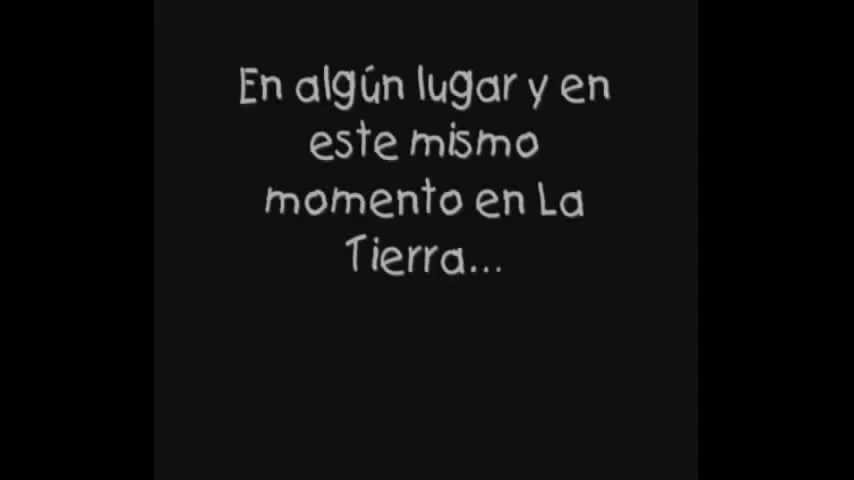 En algún lugar y en
este mismo
momento en La
Tierra...